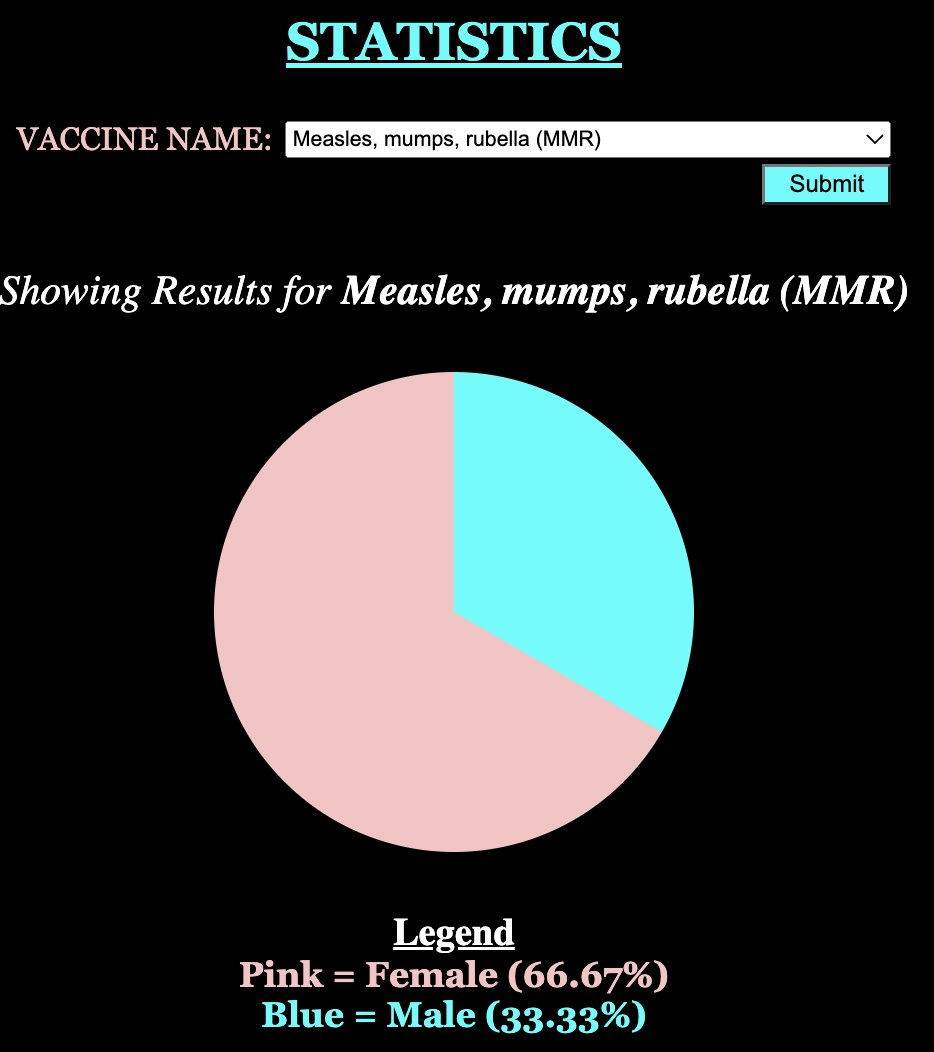 STATISTICS
VACCINE NAME: Measles, mumps, rubella (MMR)
Submit
Showing Results for Measles, mumps, rubella (MMR)
Legend
Pink = Female (66.67%)
Blue = Male (33.33%)